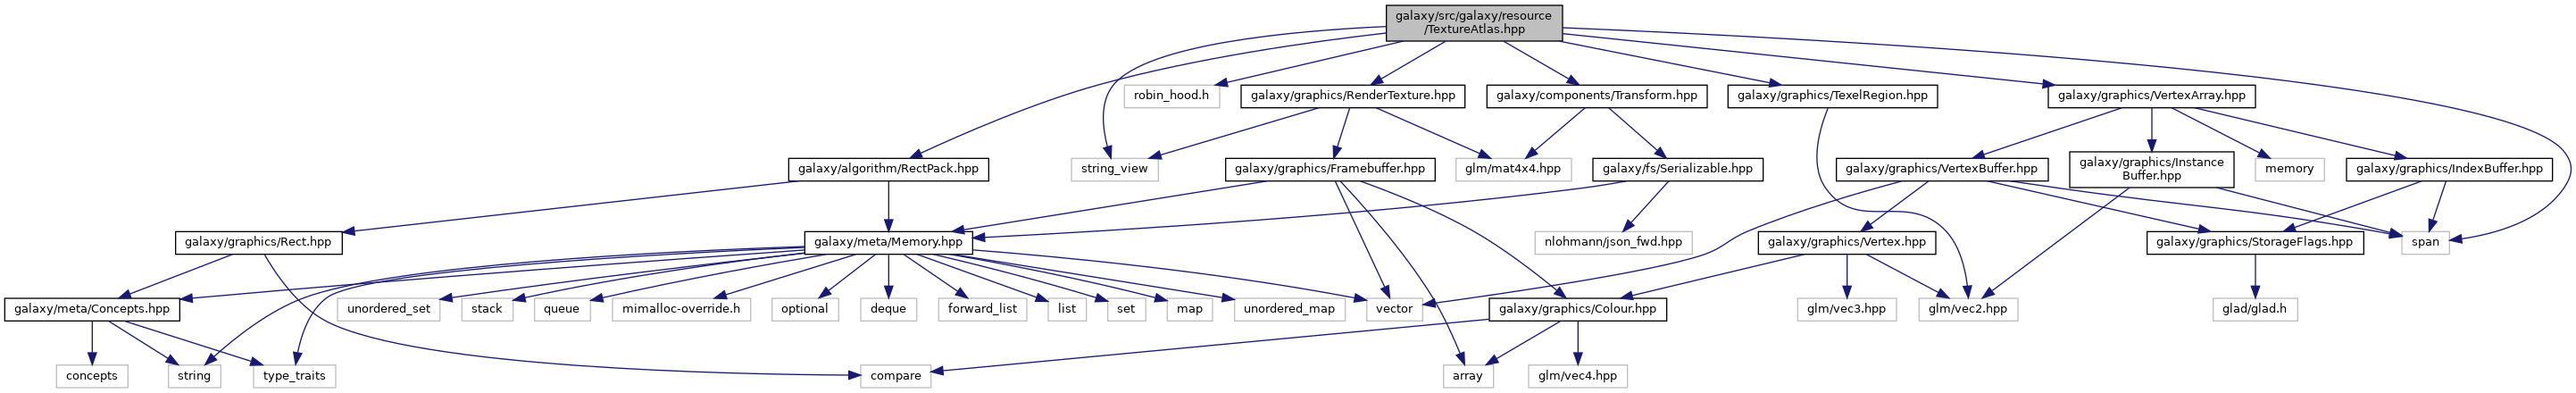 galaxy/src/galaxy/resource
/TextureAtlas.hpp
robin_hood.h
galaxy/graphics/RenderTexture.hpp
galaxy/components/Transform.hpp
galaxy/graphics/TexelRegion.hpp
galaxy/graphics/VertexArray.hpp
galaxy/algorithm/RectPack.hpp
string_view
galaxy/graphics/Framebuffer.hpp
glm/mat4x4.hpp
galaxy/fs/Serializable.hpp
galaxy/graphics/VertexBuffer.hpp
galaxy/graphics/Instance
Buffer.hpp
memory
galaxy/graphics/IndexBuffer.hpp
galaxy/graphics/Rect.hpp
galaxy/meta/Memory.hpp
nlohmann/json_fwd.hpp
galaxy/graphics/Vertex.hpp
galaxy/graphics/StorageFlags.hpp
span
galaxy/meta/Concepts.hpp
unordered_set
stack
queue
mimalloc-override.h
optional
deque
forward_list
list
set
map
unordered_map
vector
galaxy/graphics/Colour.hpp
glm/vec3.hpp
glm/vec2.hpp
glad/glad.h
concepts
string
type_traits
compare
array
glm/vec4.hpp